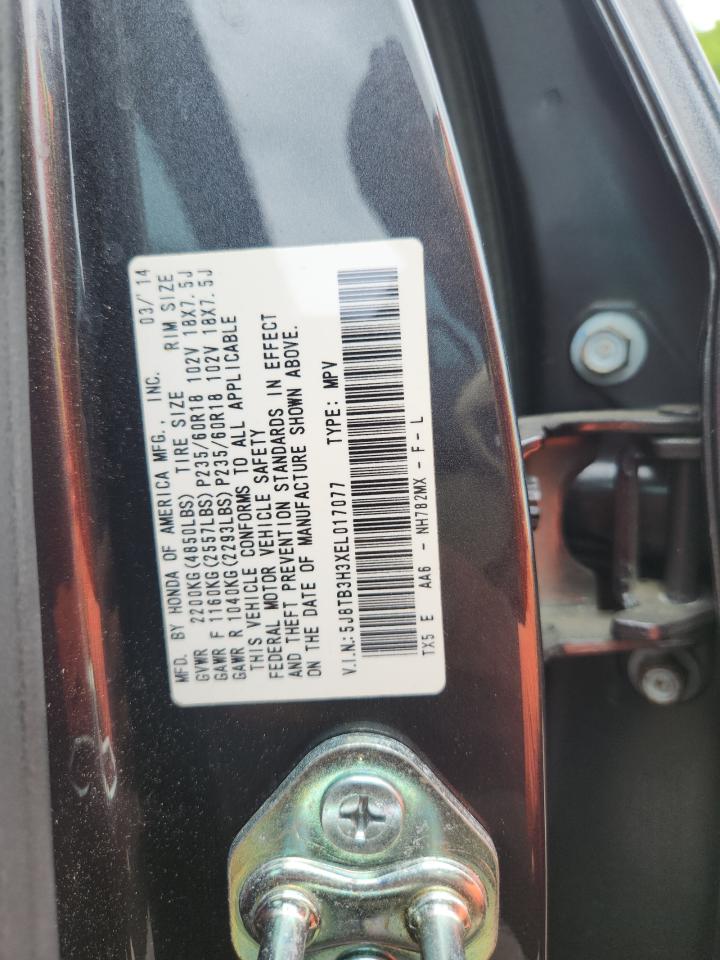 MFD. BY HONDA OF AMERICA MFG., INC. 03/'14
GVWR 2200KG(4850LBS) TIRE SIZE RIM SIZE
GAWR F 1160KG(2557LBS)P235/60R18 102V 18X7.5J
GAWR R 1040KG(2293LBS)P235/60R18 102V 18X7.5J
THIS VEHICLE CONFORMS TO ALL APPLICABLE
FEDERAL MOTOR VEHICLE SAFETY
AND THEFT PREVENTION STANDARDS IN EFFECT
ON THE DATE OF MANUFACTURE SHOWN ABOVE.
V.I.N.:5J8TB3H3XEL017077 TYPE: MPV
TX5 E AA6 - NH782MX - F - L